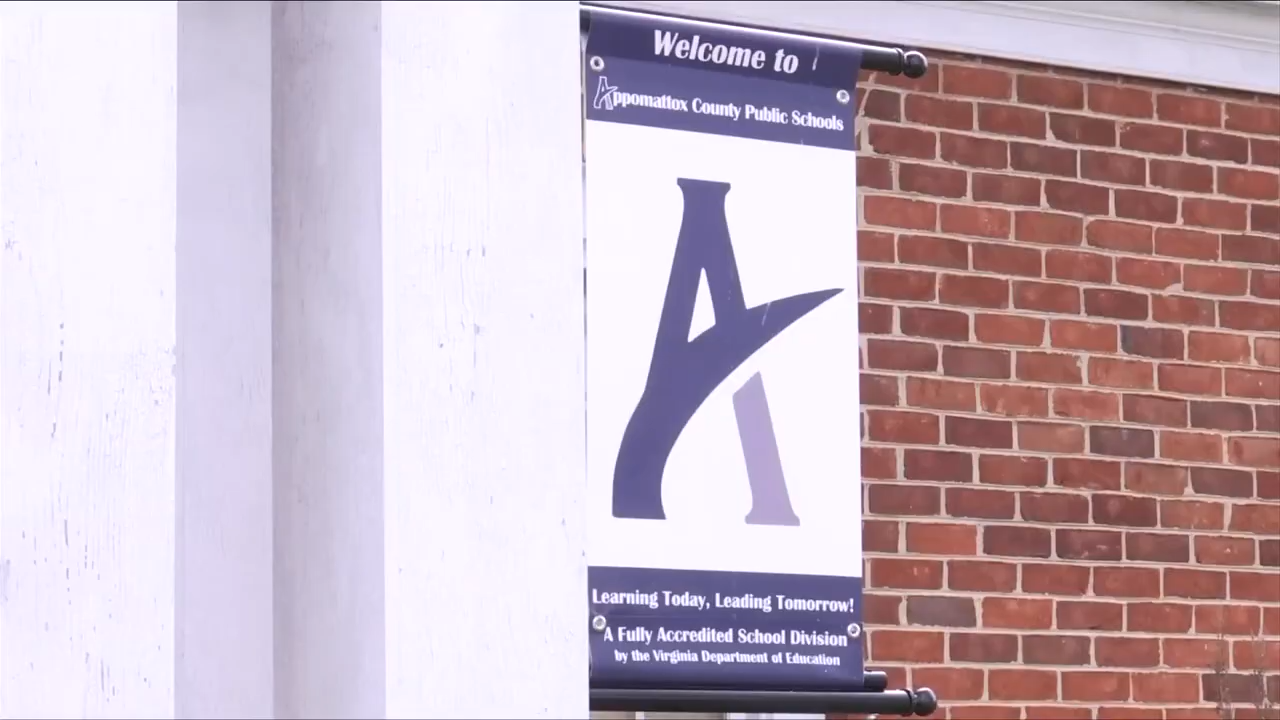 Welcome to
Appomattox County Public Schools
A
Learning Today, Leading Tomorrow!
A Fully Accredited School Division
by the Virginia Department of Education